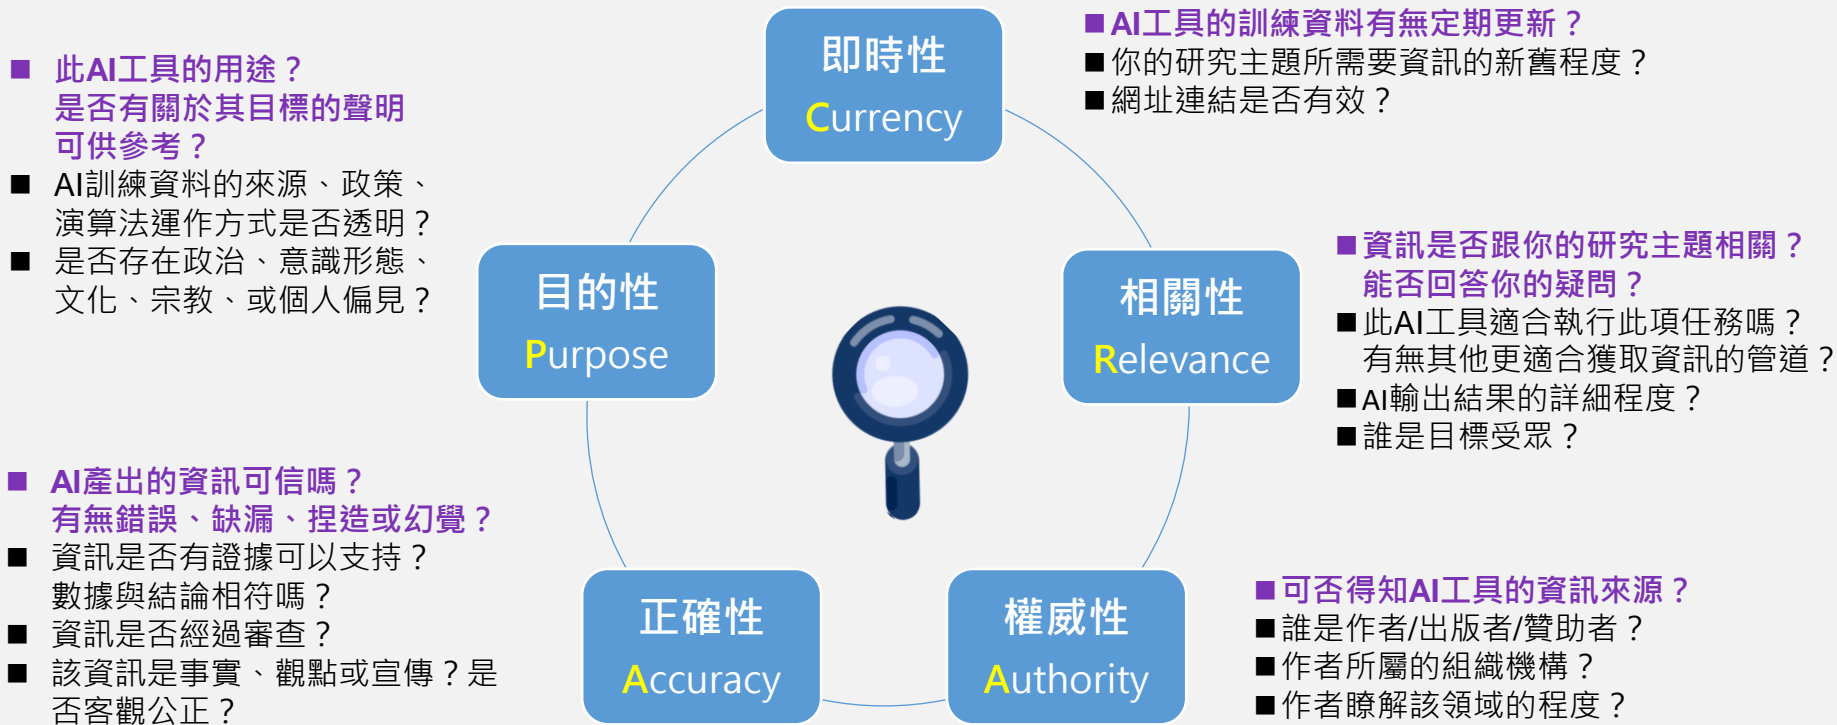 即時性
Currency
■AI工具的訓練資料有無定期更新？
■你的研究主題所需要資訊的新舊程度？
■網址連結是否有效？
相關性
Relevance
■資訊是否跟你的研究主題相關？
能否回答你的疑問？
■此AI工具適合執行此項任務嗎？
有無其他更適合獲取資訊的管道？
■AI輸出結果的詳細程度？
■誰是目標受眾？
權威性
Authority
■可否得知AI工具的資訊來源？
■誰是作者/出版者/贊助者？
■作者所屬的組織機構？
■作者瞭解該領域的程度？
正確性
Accuracy
■ AI產出的資訊可信嗎？
有無錯誤、缺漏、捏造或幻覺？
■ 資訊是否有證據可以支持？
數據與結論相符嗎？
■ 資訊是否經過審查？
■ 該資訊是事實、觀點或宣傳？是
否客觀公正？
目的性
Purpose
■ 此AI工具的用途？
是否有關於其目標的聲明
可供參考？
■ AI訓練資料的來源、政策、
演算法運作方式是否透明？
■ 是否存在政治、意識形態、
文化、宗教、或個人偏見？